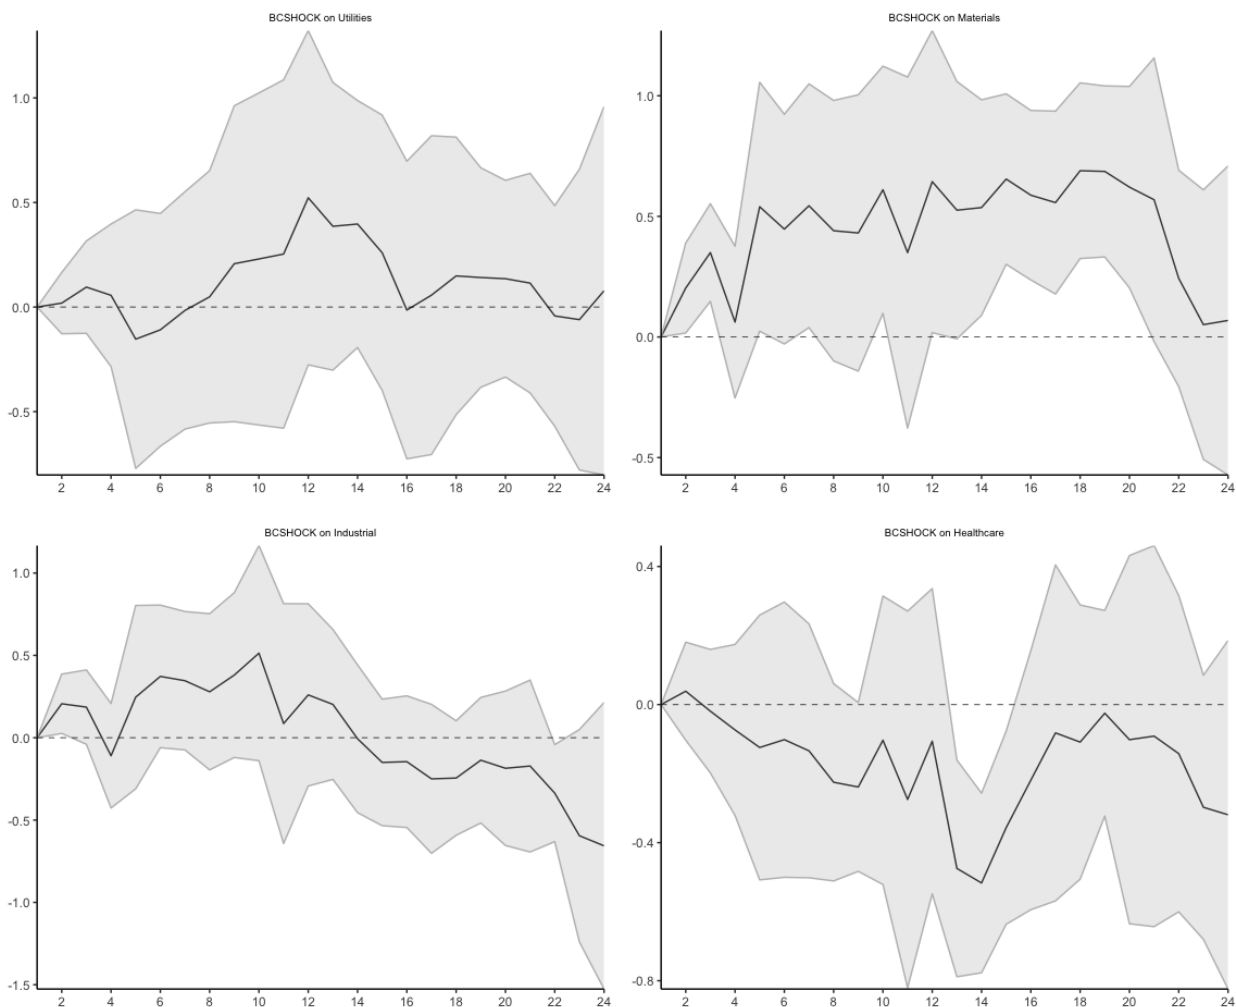 BCSHOCK on Utilities
1.0
0.5
0.0
-0.5
2 4 6 8 10 12 14 16 18 20 22 24
BCSHOCK on Materials
1.0
0.5
0.0
-0.5
2 4 6 8 10 12 14 16 18 20 22 24
BCSHOCK on Industrial
1.0
0.5
0.0
-0.5
-1.0
-1.5
2 4 6 8 10 12 14 16 18 20 22 24
BCSHOCK on Healthcare
0.4
0.0
-0.4
-0.8
2 4 6 8 10 12 14 16 18 20 22 24